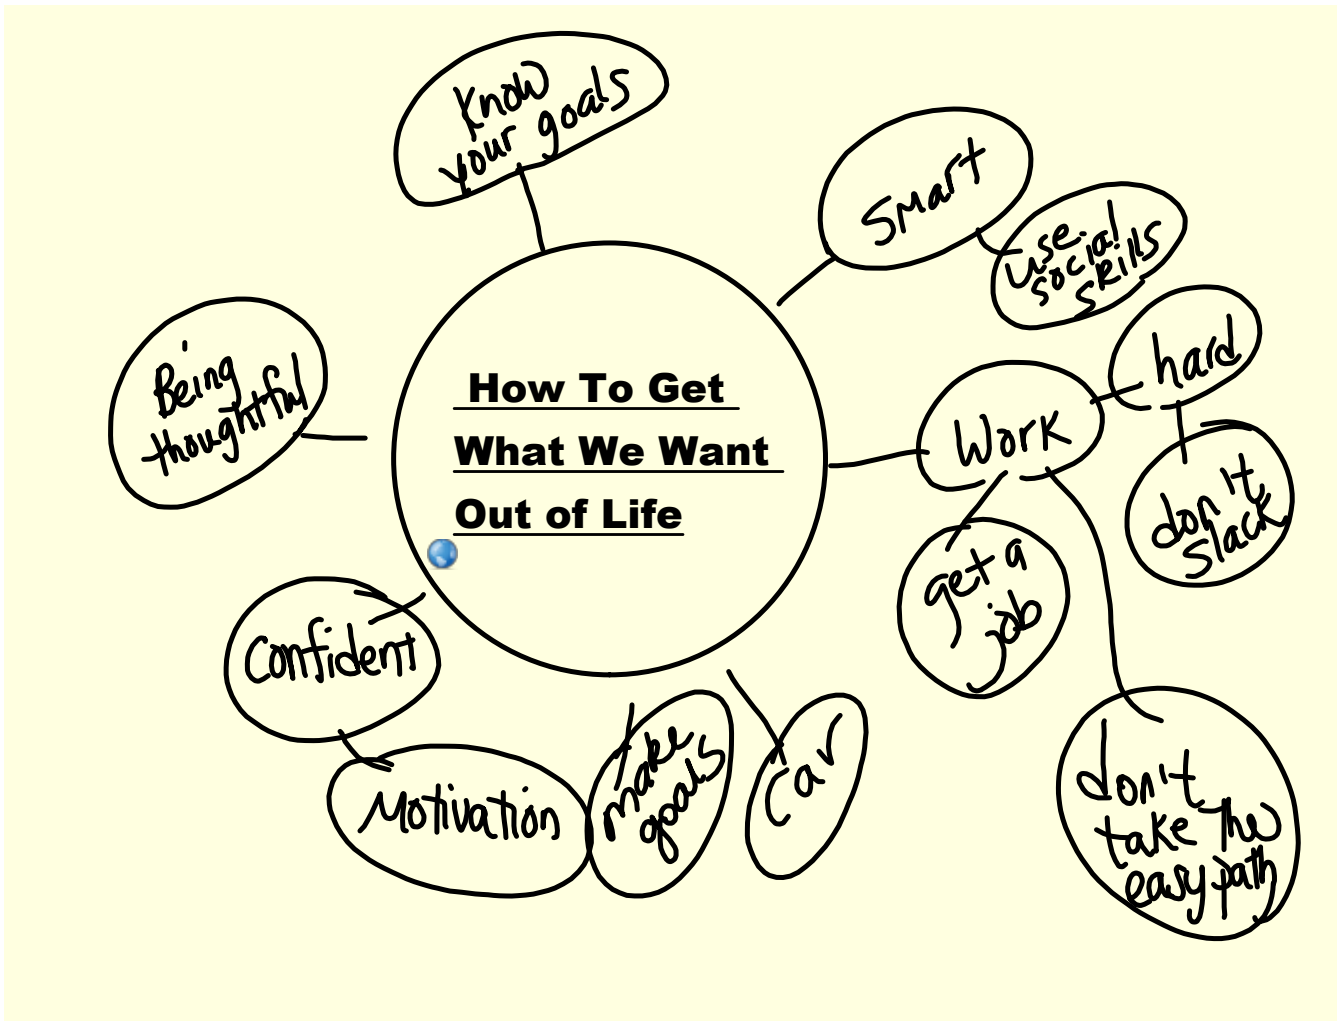 Know
your goals
Smart
use
social
skills
hard
Being
thoughtful
How To Get
What We Want
Out of Life
Work
don't
slack
get a
job
Confident
Motivation
make
goals
car
don't
take The
easy path